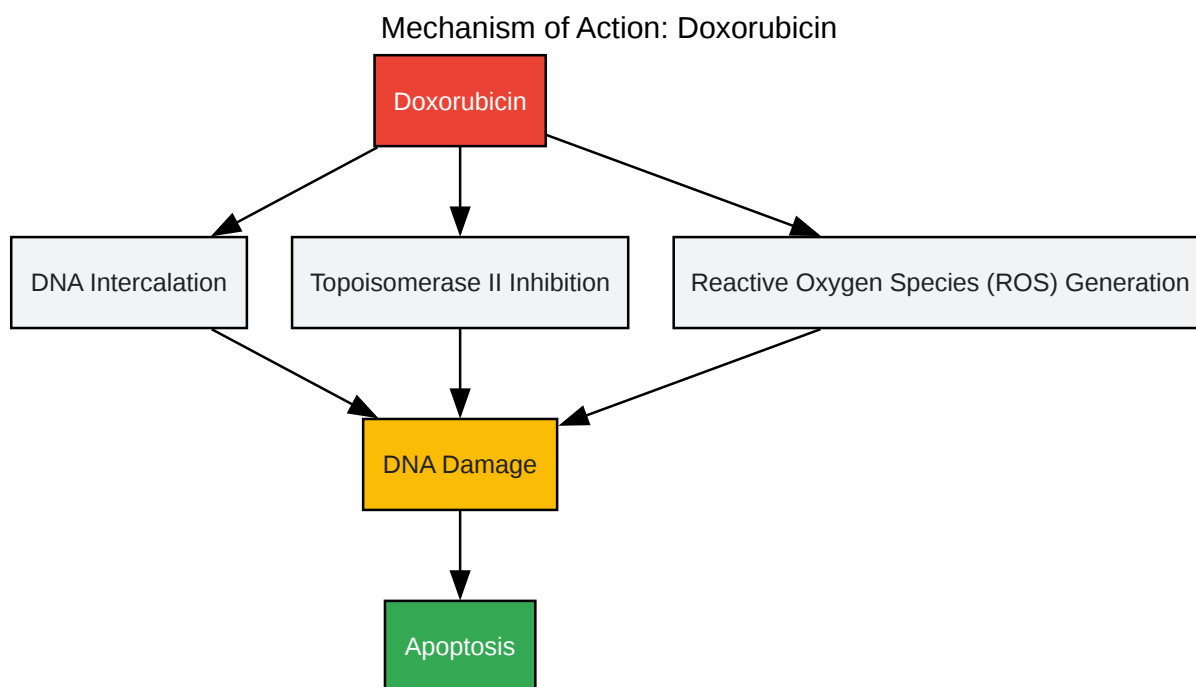 Mechanism of Action: Doxorubicin
Doxorubicin
DNA Intercalation
Topoisomerase II Inhibition
Reactive Oxygen Species (ROS) Generation
DNA Damage
Apoptosis